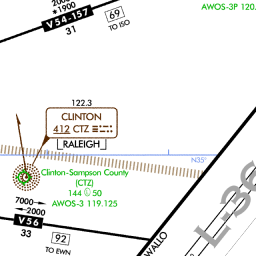 2000
*1900
V54-157
31
69
TO ISO
AWOS-3P 120.
122.3
CLINTON
412 CTZ
RALEIGH
N35°
Clinton-Sampson County
(CTZ)
144 Ⓛ 50
AWOS-3 119.125
7000
2000
V56
33
92
TO EWN
WALLO
L-36